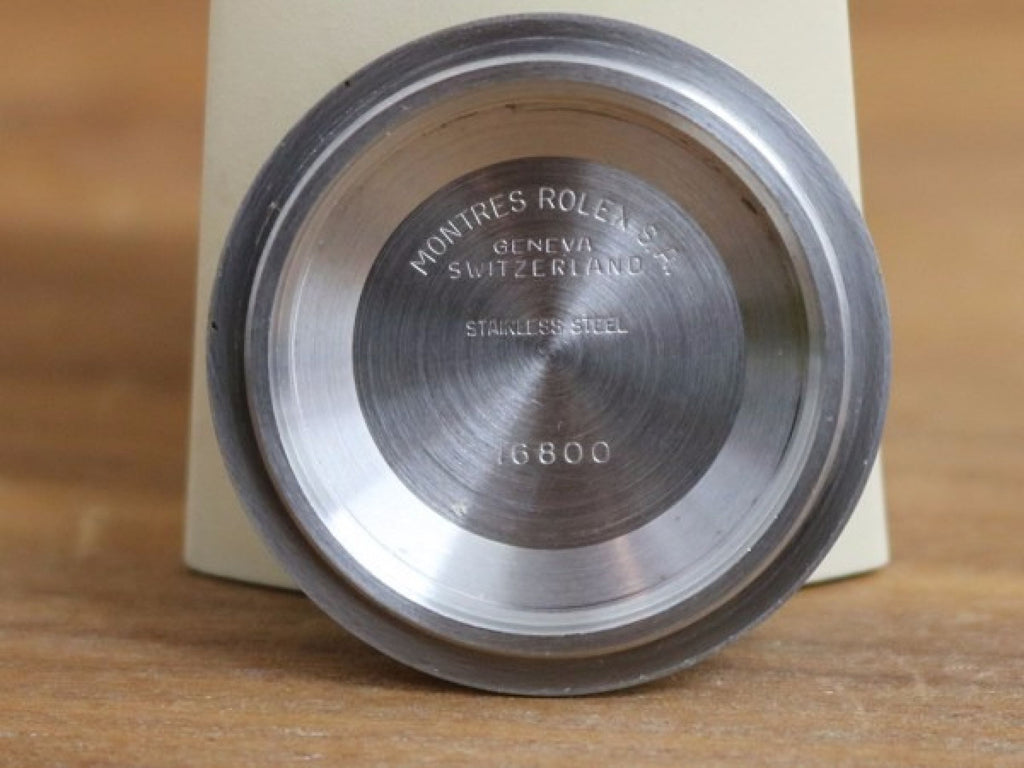 MONTRES ROLEX S.A.
GENEVA
SWITZERLAND
STAINLESS STEEL
16800